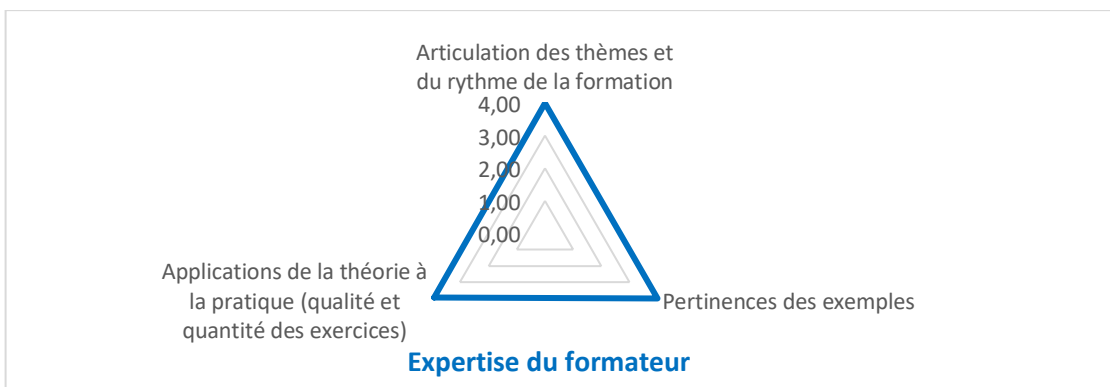 Articulation des thèmes et
du rythme de la formation
4,00
3,00
2,00
1,00
0,00
Applications de la théorie à
la pratique (qualité et
quantité des exercices)
Pertinences des exemples
Expertise du formateur